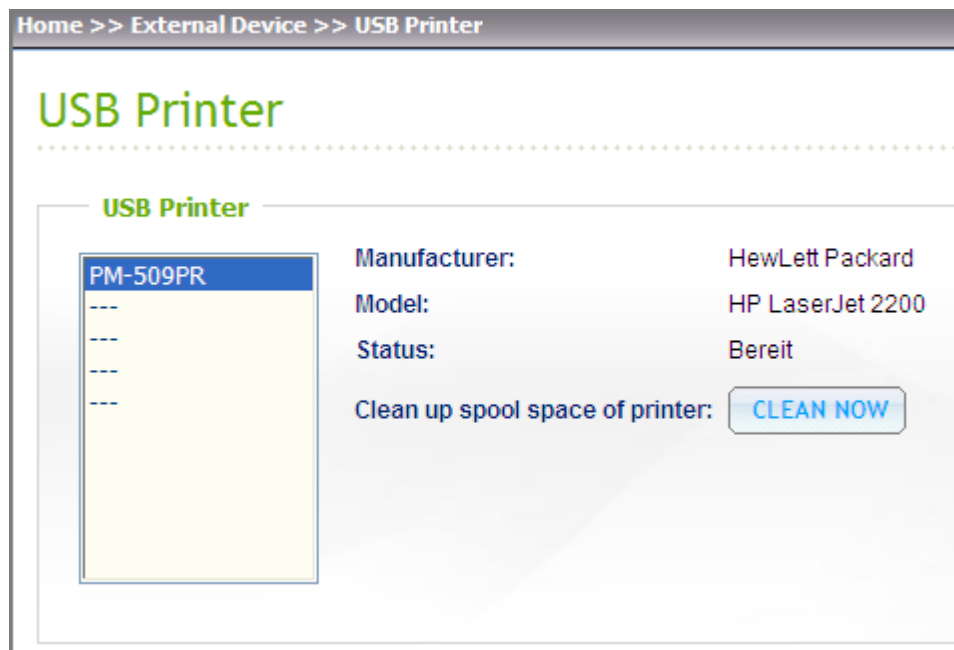 Home >> External Device >> USB Printer
USB Printer
USB Printer
PM-509PR
---
---
---
---
Manufacturer: HewLett Packard
Model: HP LaserJet 2200
Status: Bereit
Clean up spool space of printer: CLEAN NOW